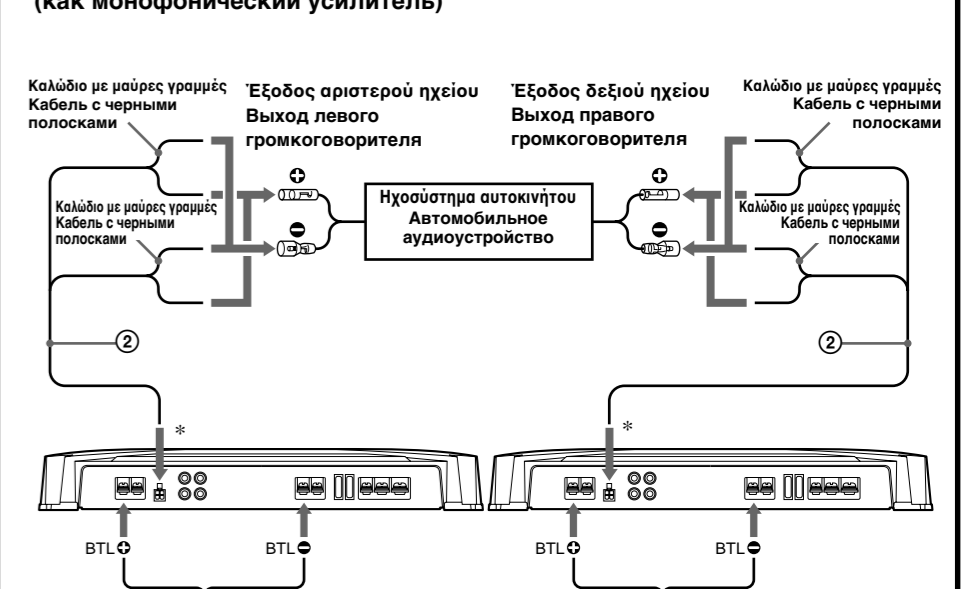 (как монофонический усилитель)
Καλώδιο με μαύρες γραμμές
Кабель с черными
полосками
Έξοδος αριστερού ηχείου
Выход левого
громкоговорителя
Έξοδος δεξιού ηχείου
Выход правого
громкоговорителя
Καλώδιο με μαύρες γραμμές
Кабель с черными
полосками
Καλώδιο με μαύρες γραμμές
Кабель с черными
полосками
+
−
Ηχοσύστημα αυτοκινήτου
Автомобильное
аудиоустройство
+
−
Καλώδιο με μαύρες γραμμές
Кабель с черными
полосками
②
②
*
*
BTL +
BTL −
BTL +
BTL −